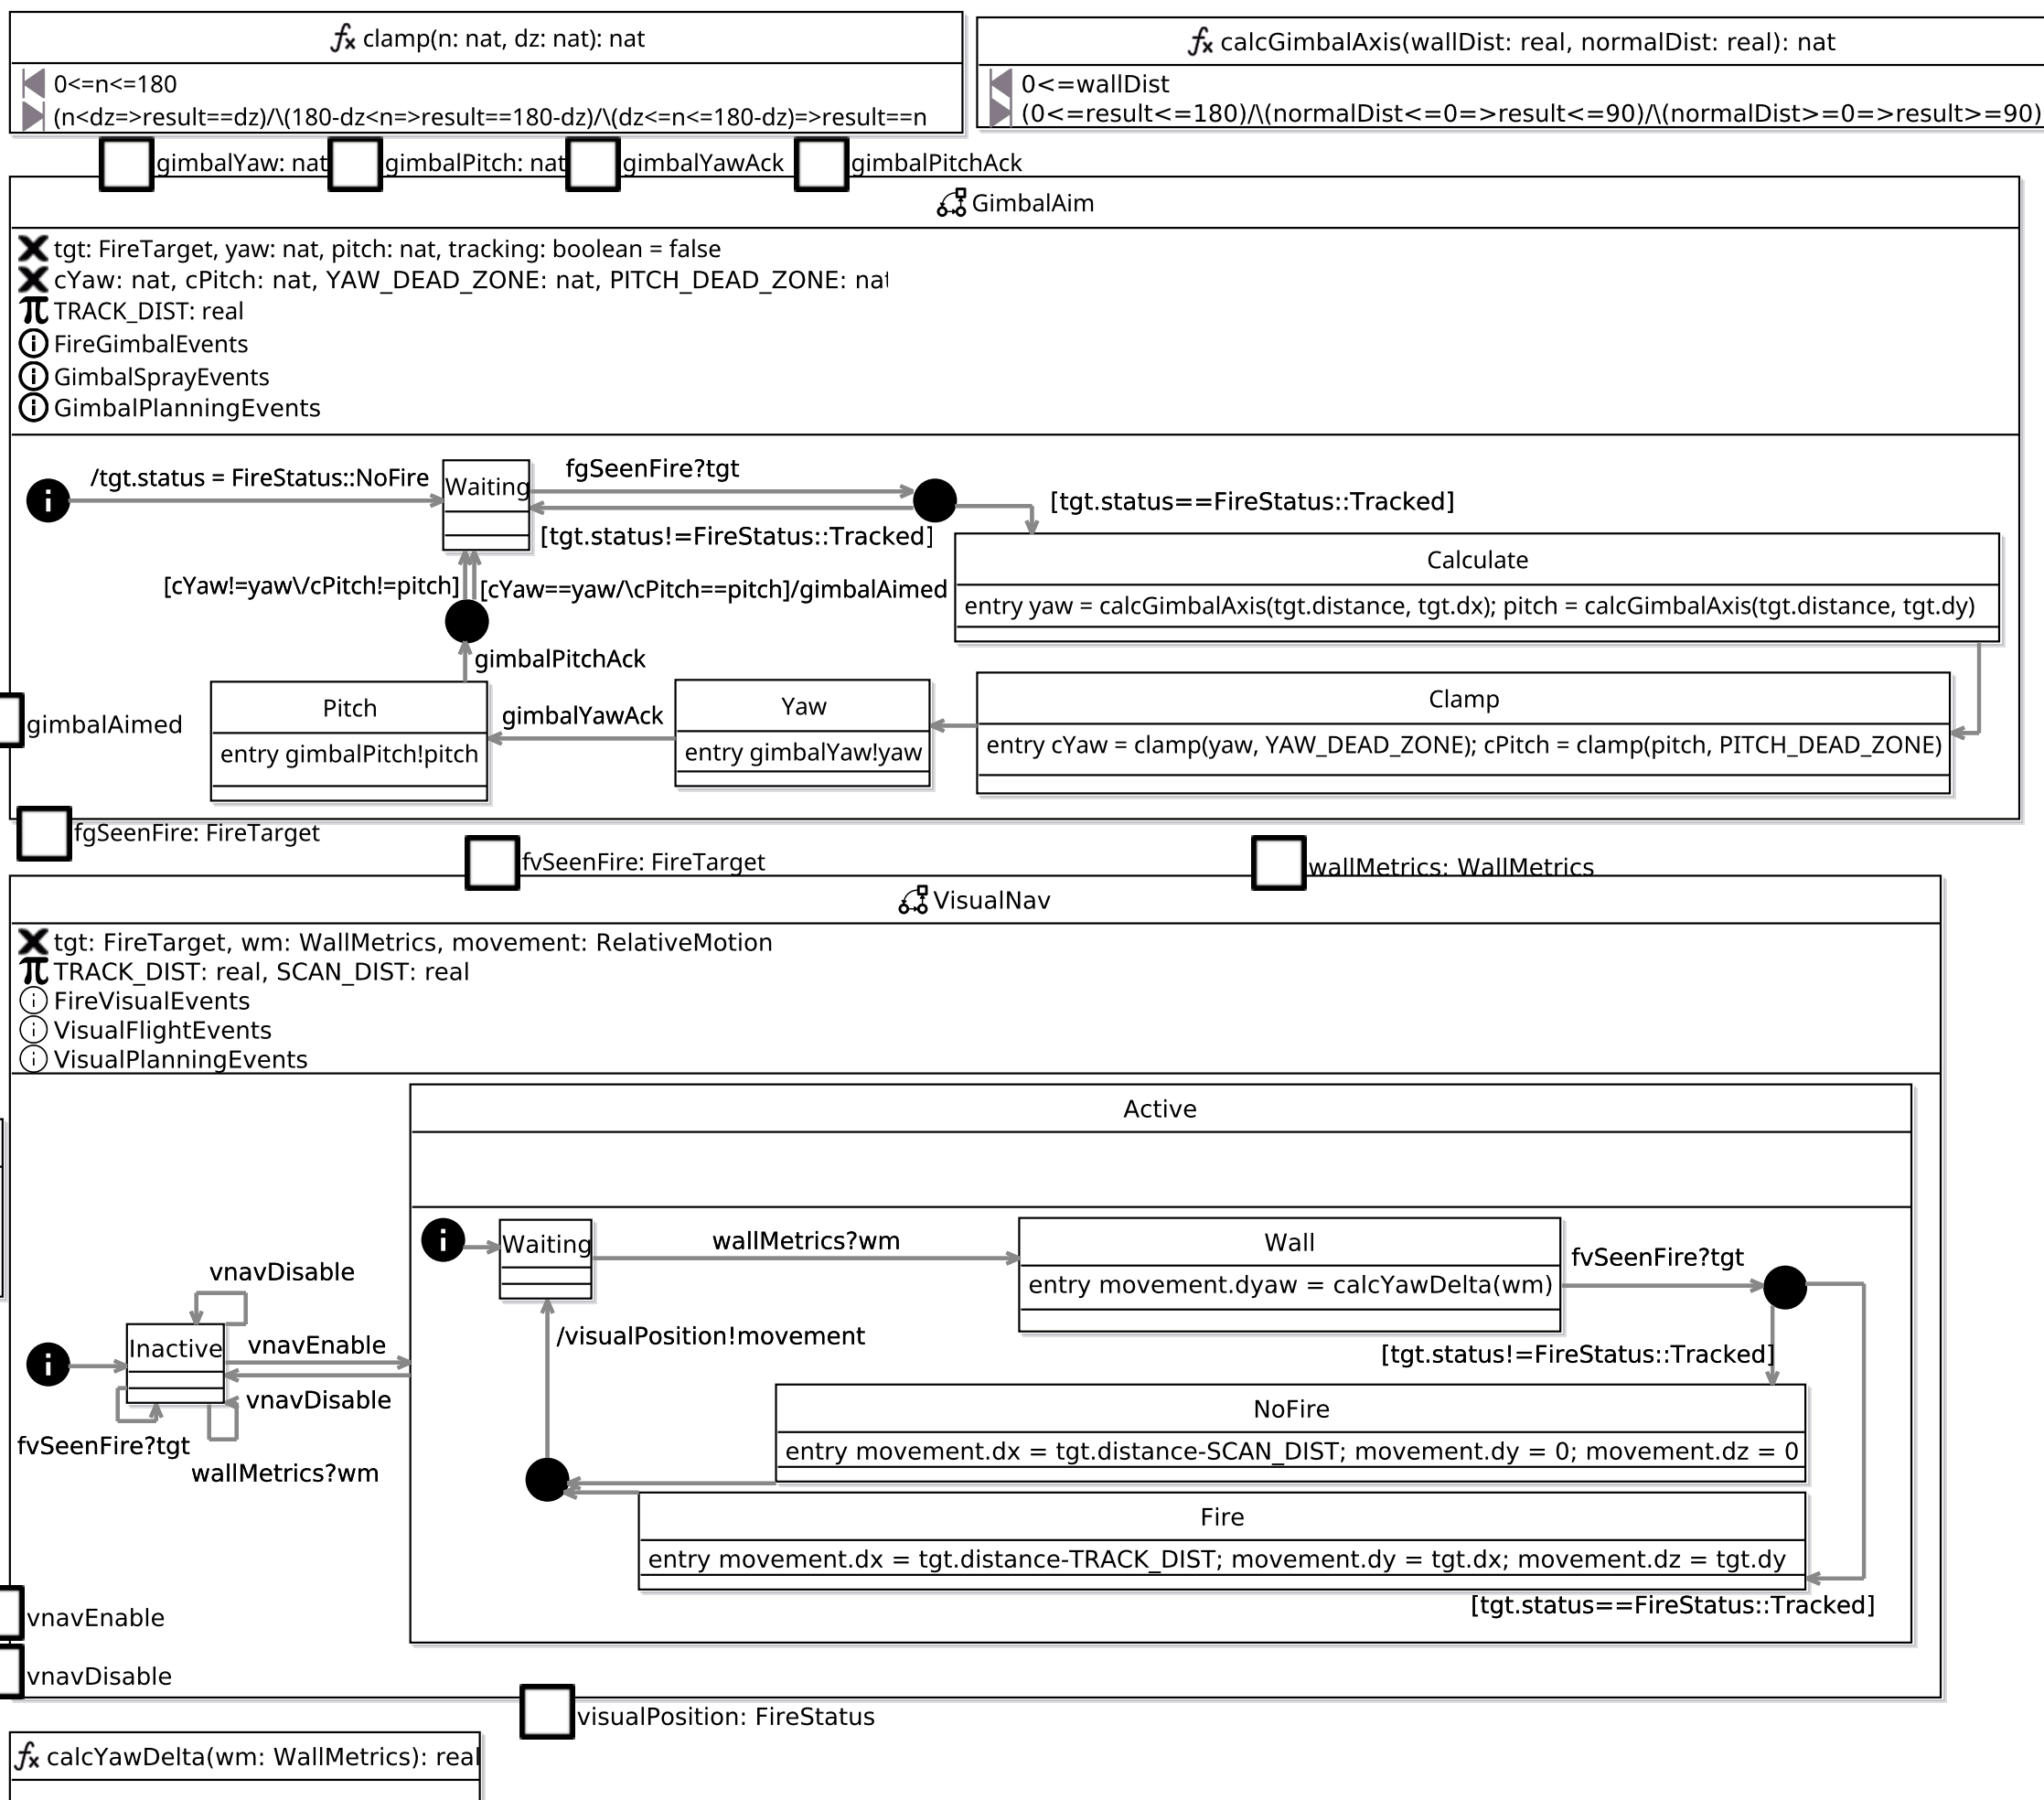 clamp(n: nat, dz: nat): nat
0<=n<=180
(n<dz=>result==dz)/\(180-dz<n=>result==180-dz)/\(dz<=n<=180-dz)=>result==n
calcGimbalAxis(wallDist: real, normalDist: real): nat
0<=wallDist
(0<=result<=180)/\(normalDist<=0=>result<=90)/\(normalDist>=0=>result>=90)
gimbalYaw: nat
gimbalPitch: nat
gimbalYawAck
gimbalPitchAck
GimbalAim
tgt: FireTarget, yaw: nat, pitch: nat, tracking: boolean = false
cYaw: nat, cPitch: nat, YAW_DEAD_ZONE: nat, PITCH_DEAD_ZONE: nat
TRACK_DIST: real
FireGimbalEvents
GimbalSprayEvents
GimbalPlanningEvents
/tgt.status = FireStatus::NoFire
Waiting
fgSeenFire?tgt
[tgt.status==FireStatus::Tracked]
[tgt.status!=FireStatus::Tracked]
[cYaw!=yaw\/cPitch!=pitch]
[cYaw==yaw/\cPitch==pitch]/gimbalAimed
Calculate
entry yaw = calcGimbalAxis(tgt.distance, tgt.dx); pitch = calcGimbalAxis(tgt.distance, tgt.dy)
gimbalPitchAck
Pitch
entry gimbalPitch!pitch
gimbalYawAck
Yaw
entry gimbalYaw!yaw
Clamp
entry cYaw = clamp(yaw, YAW_DEAD_ZONE); cPitch = clamp(pitch, PITCH_DEAD_ZONE)
gimbalAimed
fgSeenFire: FireTarget
fvSeenFire: FireTarget
wallMetrics: WallMetrics
VisualNav
tgt: FireTarget, wm: WallMetrics, movement: RelativeMotion
TRACK_DIST: real, SCAN_DIST: real
FireVisualEvents
VisualFlightEvents
VisualPlanningEvents
Active
Waiting
wallMetrics?wm
Wall
entry movement.dyaw = calcYawDelta(wm)
fvSeenFire?tgt
vnavDisable
Inactive
vnavEnable
vnavDisable
fvSeenFire?tgt
wallMetrics?wm
/visualPosition!movement
[tgt.status!=FireStatus::Tracked]
NoFire
entry movement.dx = tgt.distance-SCAN_DIST; movement.dy = 0; movement.dz = 0
Fire
entry movement.dx = tgt.distance-TRACK_DIST; movement.dy = tgt.dx; movement.dz = tgt.dy
[tgt.status==FireStatus::Tracked]
vnavEnable
vnavDisable
visualPosition: FireStatus
calcYawDelta(wm: WallMetrics): real